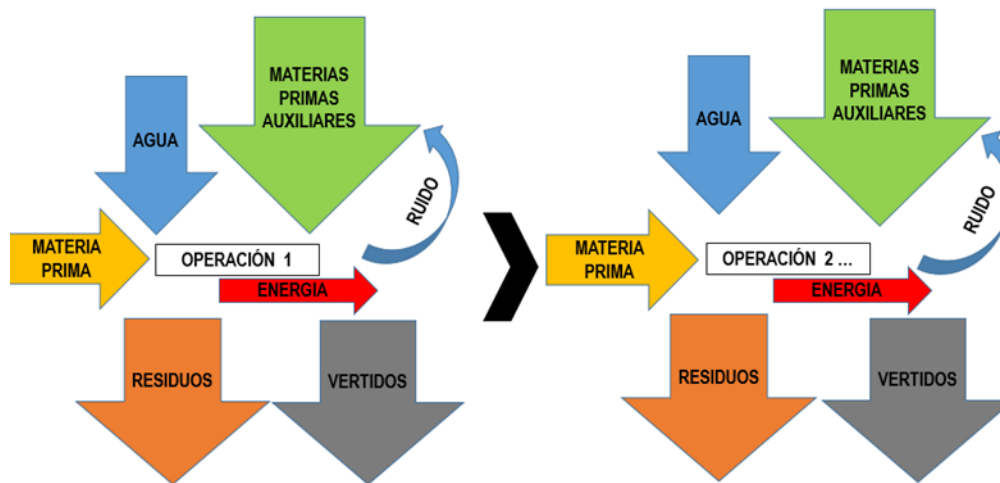 MATERIAS
PRIMAS
AUXILIARES
AGUA
RUIDO
MATERIA
PRIMA
OPERACIÓN 1
ENERGIA
RESIDUOS
VERTIDOS
MATERIAS
PRIMAS
AUXILIARES
AGUA
RUIDO
MATERIA
PRIMA
OPERACIÓN 2 ...
ENERGIA
RESIDUOS
VERTIDOS